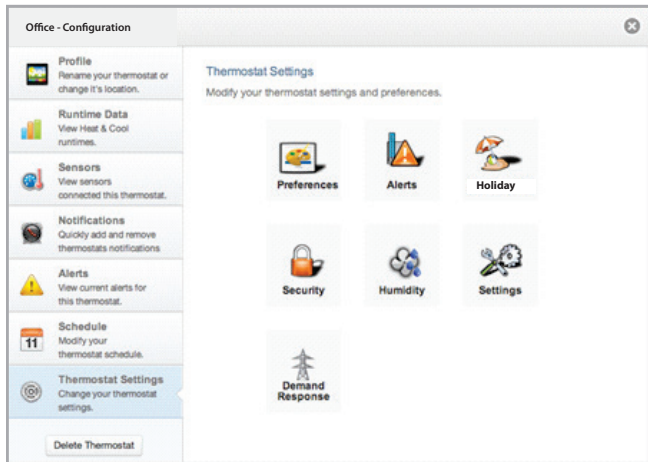 Office - Configuration
Profile
Rename your thermostat or
change it's location.
Runtime Data
View Heat & Cool
runtimes.
Sensors
View sensors
connected this thermostat.
Notifications
Quickly add and remove
thermostats notifications
Alerts
View current alerts for
this thermostat.
11
Schedule
Modify your
thermostat schedule.
Thermostat Settings
Change your thermostat
settings.
Delete Thermostat
Thermostat Settings
Modify your thermostat settings and preferences.
Preferences
Alerts
Holiday
Security
Humidity
Settings
Demand
Response